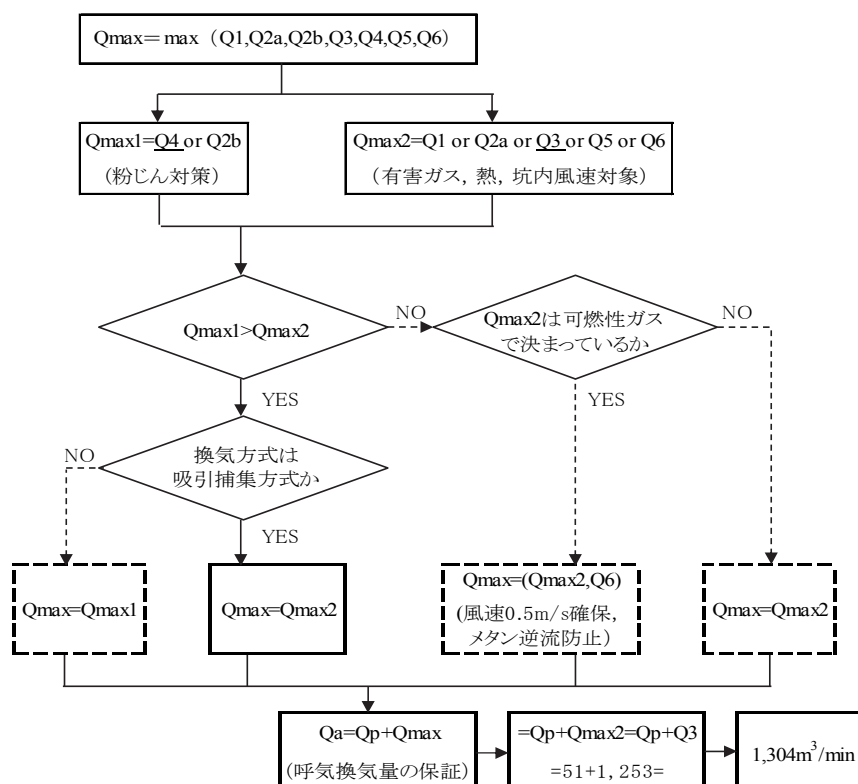 Qmax=max（Q1,Q2a,Q2b,Q3,Q4,Q5,Q6）
Qmax1=Q4 or Q2b
（粉じん対策）
Qmax2=Q1 or Q2a or Q3 or Q5 or Q6
（有害ガス，熱，坑内風速対象）
Qmax1>Qmax2
NO
Qmax2は可燃性ガス
で決まっているか
NO
YES
YES
NO
換気方式は
吸引捕集方式か
YES
Qmax=Qmax1
Qmax=Qmax2
Qmax=(Qmax2,Q6)
(風速0.5m/s確保，
メタン逆流防止）
Qmax=Qmax2
Qa=Qp+Qmax
（呼気換気量の保証）
=Qp+Qmax2=Qp+Q3
=51+1,253=
1,304m³/min